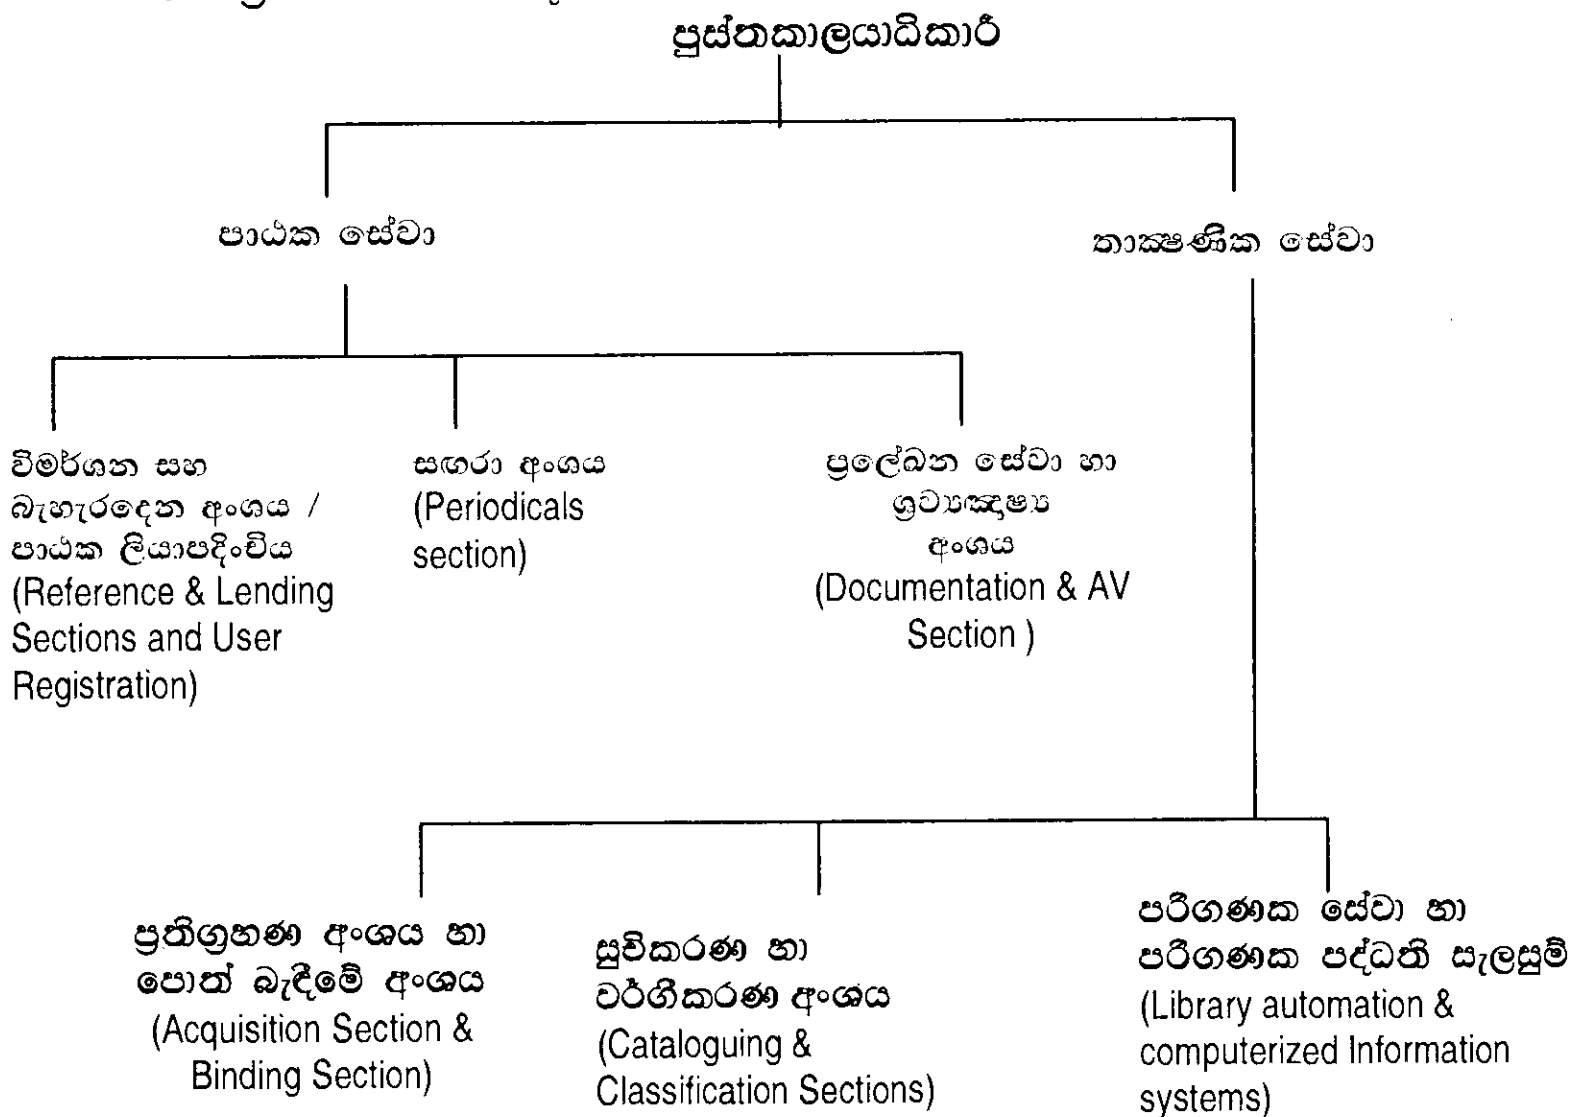 පුස්තකාලයාධිකාරී
පාඨක සේවා
තාක්‍ෂණික සේවා
විමර්ශන සහ
බැහැරදෙන අංශය /
පාඨක ලියාපදිංචිය
(Reference & Lending
Sections and User
Registration)
සඟරා අංශය
(Periodicals
section)
ප්‍රලේඛන සේවා හා
ශ්‍රව්‍යදෘෂ්‍ය
අංශය
(Documentation & AV
Section )
ප්‍රතිග්‍රහණ අංශය හා
පොත් බැඳීමේ අංශය
(Acquisition Section &
Binding Section)
සුචිකරණ හා
වර්ගීකරණ අංශය
(Cataloguing &
Classification Sections)
පරිගණක සේවා හා
පරිගණක පද්ධති සැලසුම්
(Library automation &
computerized Information
systems)